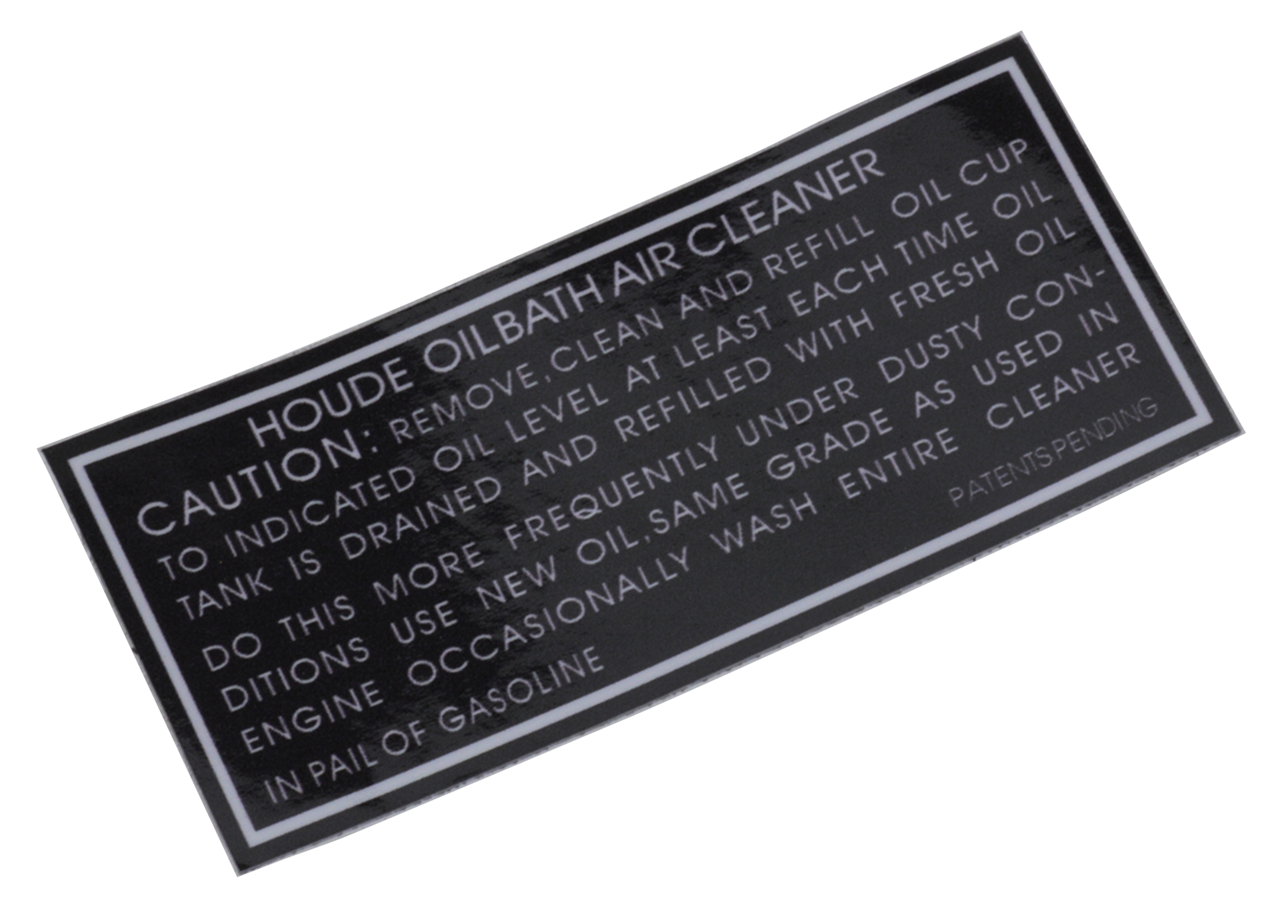 HOUDE OILBATH AIR CLEANER
CAUTION: REMOVE, CLEAN AND REFILL OIL CUP
TO INDICATED OIL LEVEL AT LEAST EACH TIME OIL
TANK IS DRAINED AND REFILLED WITH FRESH OIL
DO THIS MORE FREQUENTLY UNDER DUSTY CON-
DITIONS USE NEW OIL, SAME GRADE AS USED IN
ENGINE OCCASIONALLY WASH ENTIRE CLEANER
IN PAIL OF GASOLINE
PATENTS PENDING